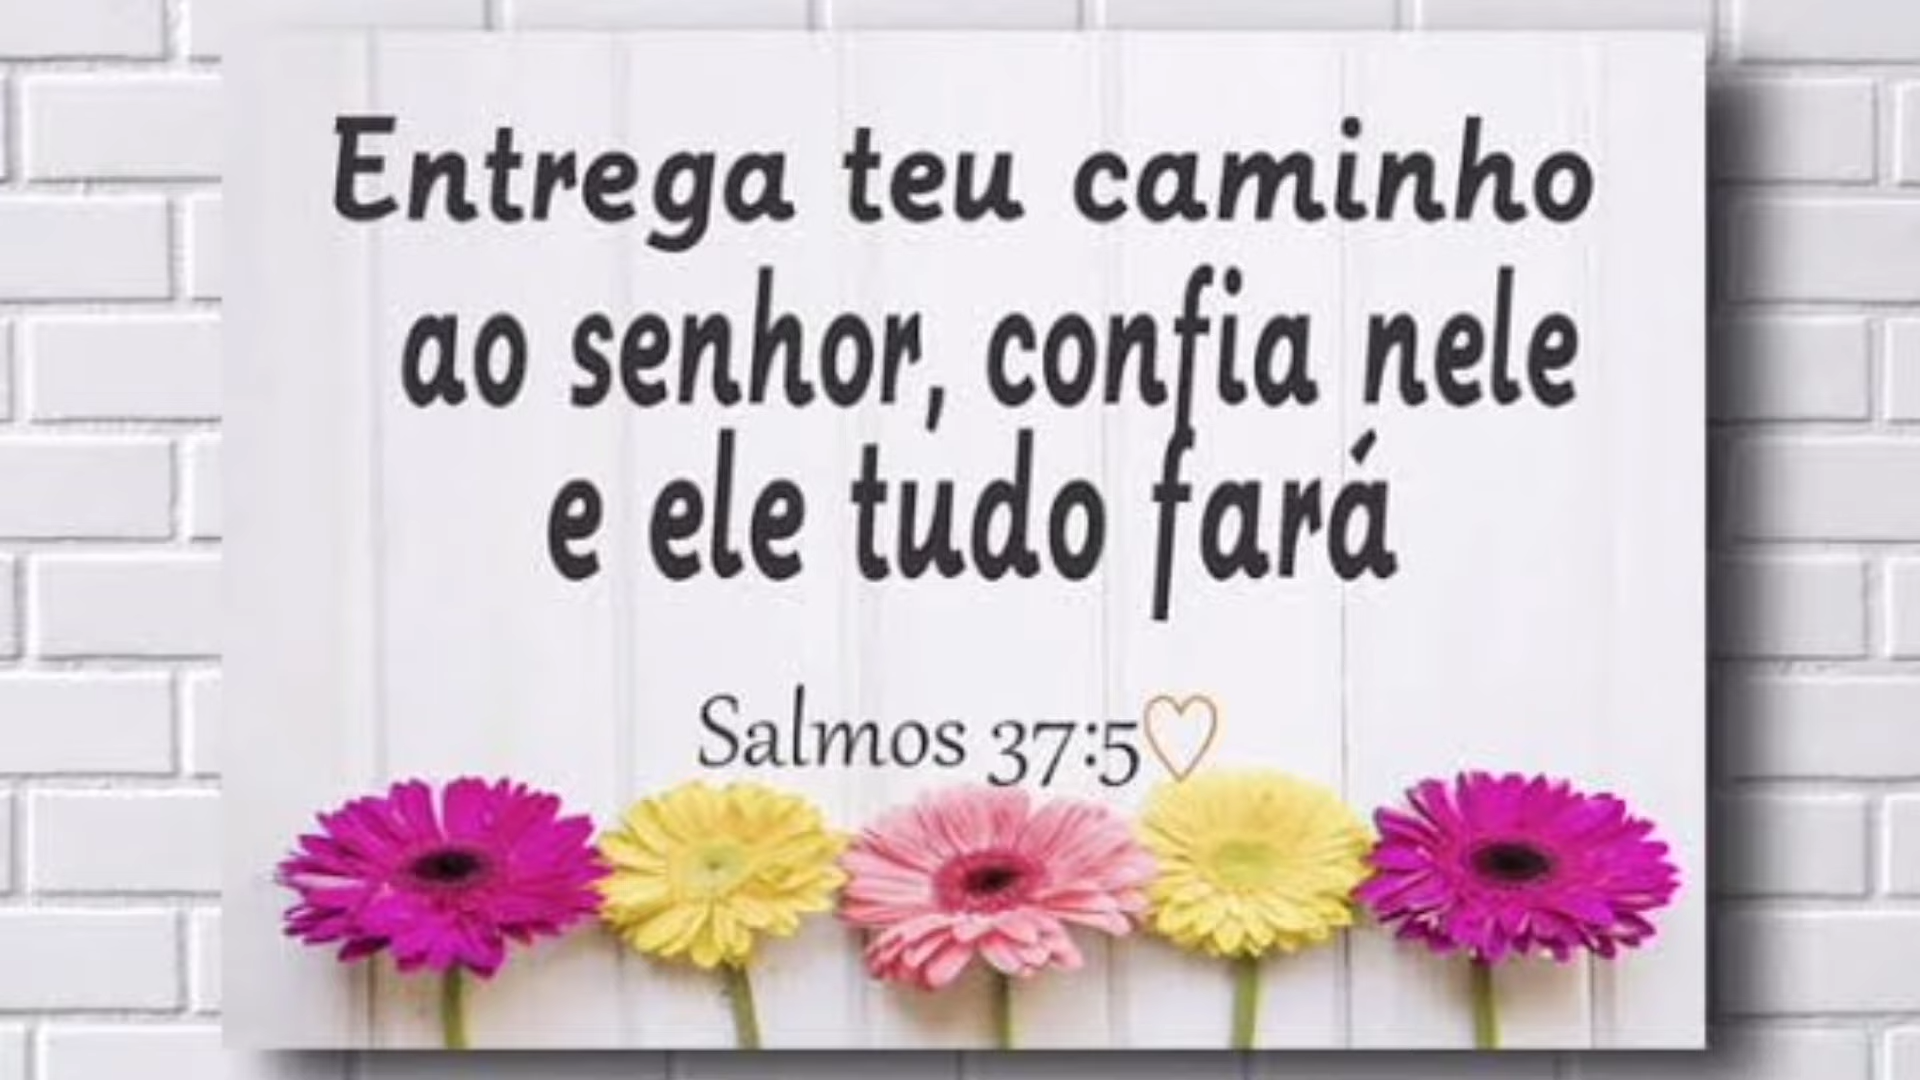 Entrega teu caminho
ao senhor, confia nele
e ele tudo fará
Salmos 37:5♡